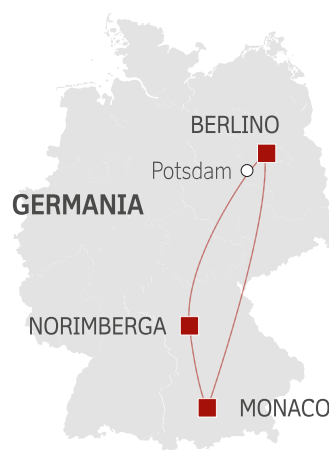 BERLINO
Potsdam
GERMANIA
NORIMBERGA
MONACO